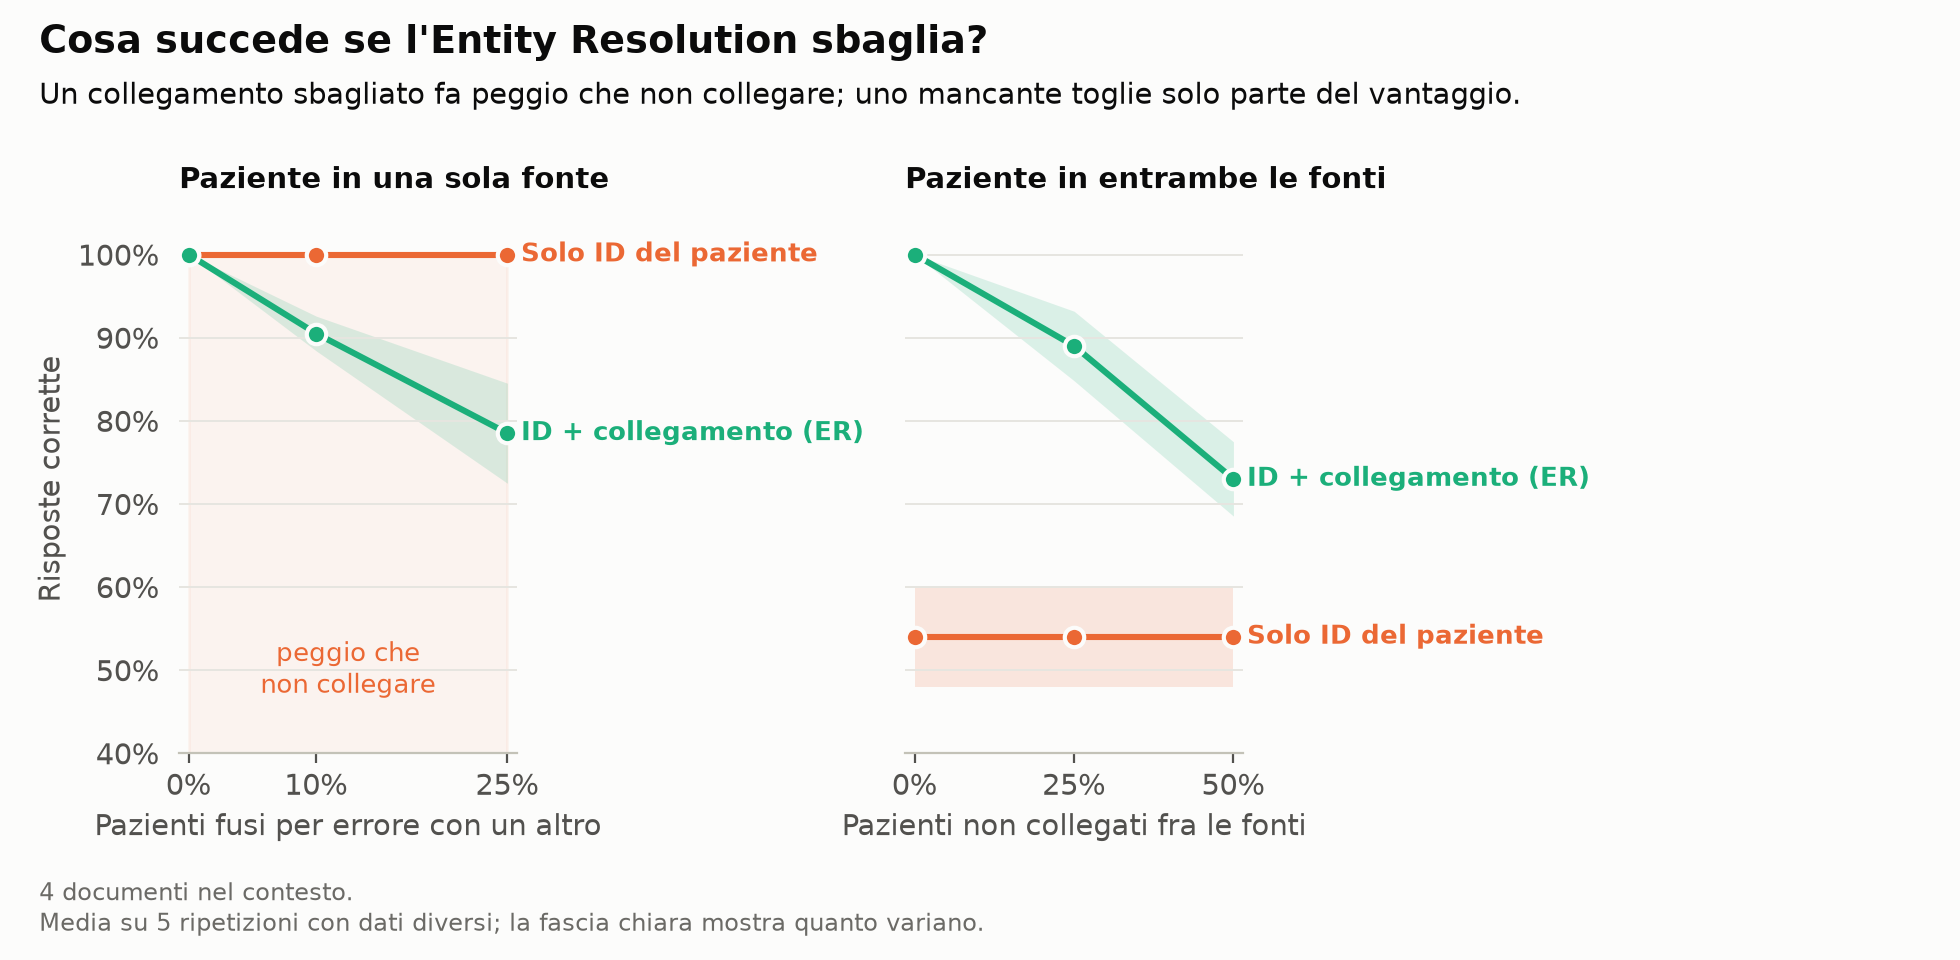 Cosa succede se l'Entity Resolution sbaglia?
Un collegamento sbagliato fa peggio che non collegare; uno mancante toglie solo parte del vantaggio.
Paziente in una sola fonte
Risposte corrette
100%
90%
80%
70%
60%
50%
40%
Solo ID del paziente
ID + collegamento (ER)
peggio che
non collegare
0%
10%
25%
Pazienti fusi per errore con un altro
Paziente in entrambe le fonti
ID + collegamento (ER)
Solo ID del paziente
0%
25%
50%
Pazienti non collegati fra le fonti
4 documenti nel contesto.
Media su 5 ripetizioni con dati diversi; la fascia chiara mostra quanto variano.